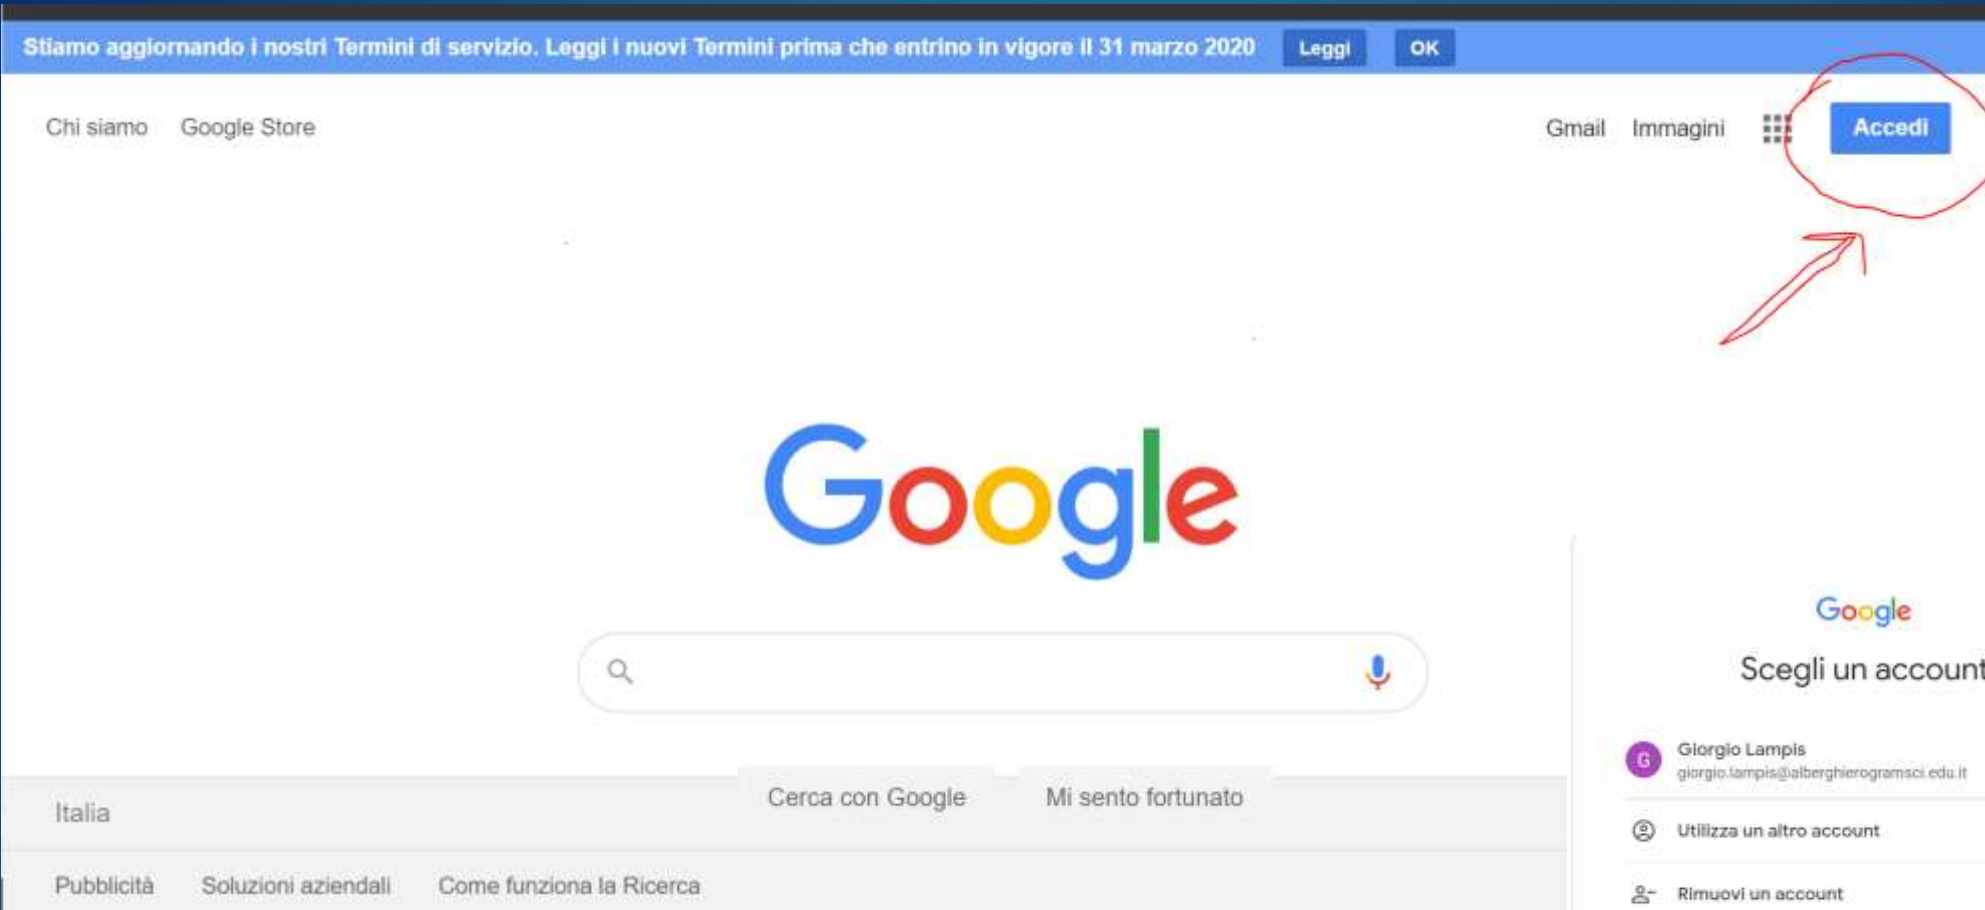 Stiamo aggiornando i nostri Termini di servizio. Leggi i nuovi Termini prima che entrino in vigore il 31 marzo 2020 Leggi OK
Chi siamo Google Store Gmail Immagini Accedi
Google
Cerca con Google Mi sento fortunato
Italia
Pubblicità Soluzioni aziendali Come funziona la Ricerca
Google
Scegli un account
G Giorgio Lampis
giorgio.lampis@alberghierogramsci.edu.it
Utilizza un altro account
Rimuovi un account